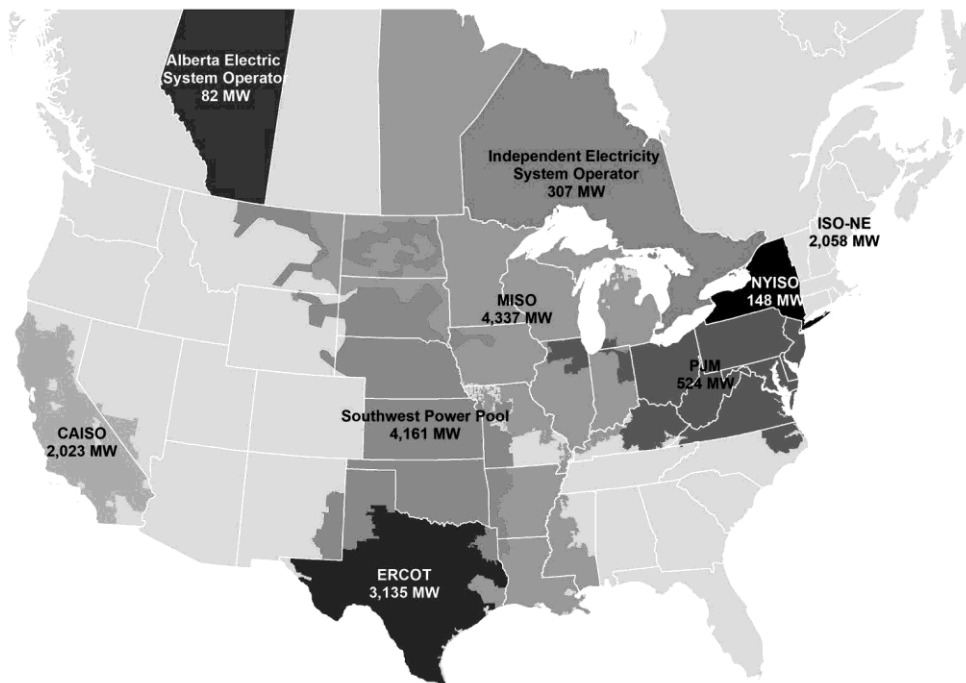 Alberta Electric
System Operator
82 MW
Independent Electricity
System Operator
307 MW
ISO-NE
2,058 MW
NYISO
148 MW
MISO
4,337 MW
PJM
524 MW
Southwest Power Pool
4,161 MW
CAISO
2,023 MW
ERCOT
3,135 MW